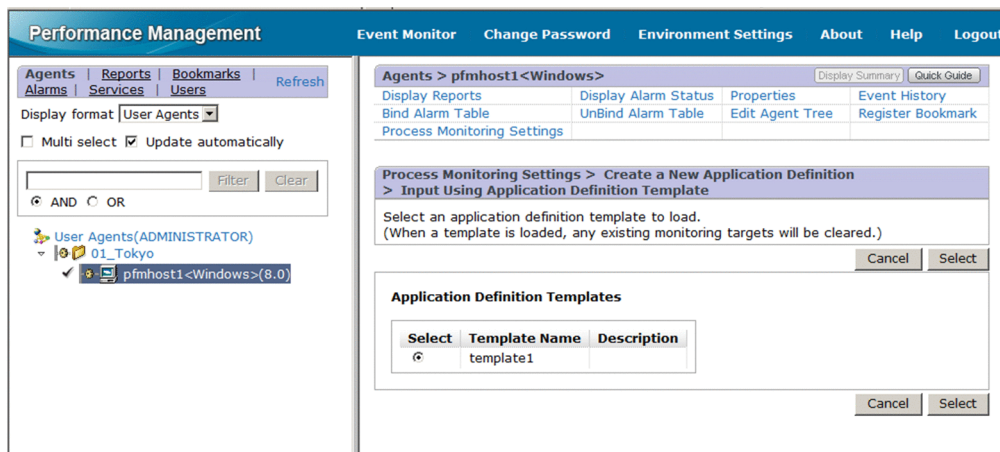 Performance Management
Event Monitor Change Password Environment Settings About Help Logout
Agents | Reports | Bookmarks |
Alarms | Services | Users
Refresh
Display format User Agents
Multi select Update automatically
Filter Clear
AND OR
User Agents(ADMINISTRATOR)
01_Tokyo
pfmhost1<Windows>(8.0)
Agents > pfmhost1<Windows>
Display Summary Quick Guide
Display Reports Display Alarm Status Properties Event History
Bind Alarm Table UnBind Alarm Table Edit Agent Tree Register Bookmark
Process Monitoring Settings
Process Monitoring Settings > Create a New Application Definition
> Input Using Application Definition Template
Select an application definition template to load.
(When a template is loaded, any existing monitoring targets will be cleared.)
Cancel Select
Application Definition Templates
Select Template Name Description
template1
Cancel Select